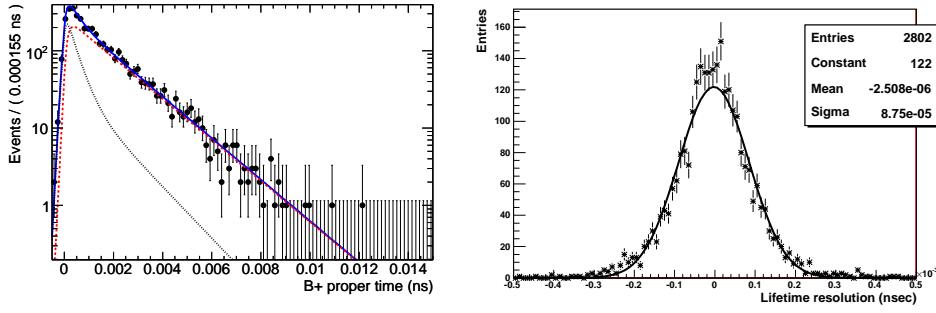 Events / ( 0.000155 ns )
10²
10
1
0 0.002 0.004 0.006 0.008 0.01 0.012 0.014
B+ proper time (ns)
Entries
160
140
120
100
80
60
40
20
0
-0.5 -0.4 -0.3 -0.2 -0.1 0 0.1 0.2 0.3 0.4 0.5
Lifetime resolution (nsec)
Entries 2802
Constant 122
Mean -2.508e-06
Sigma 8.75e-05